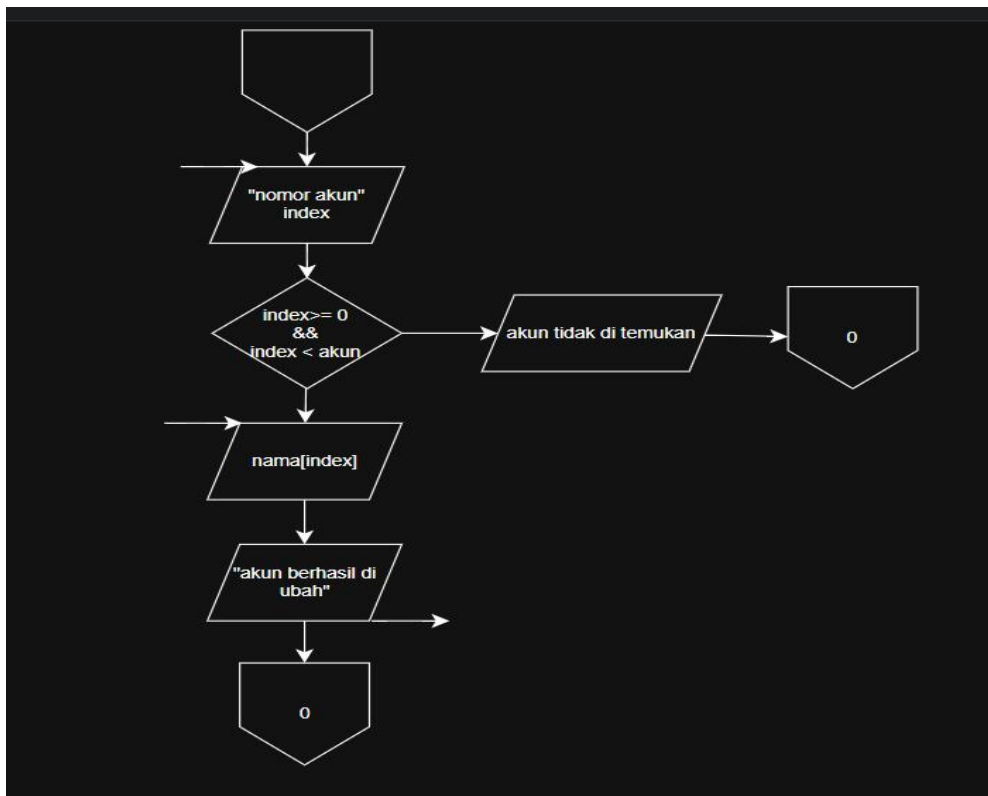 "nomor akun"
index
index>= 0
&&
index < akun
akun tidak di temukan
0
nama[index]
"akun berhasil di
ubah"
0